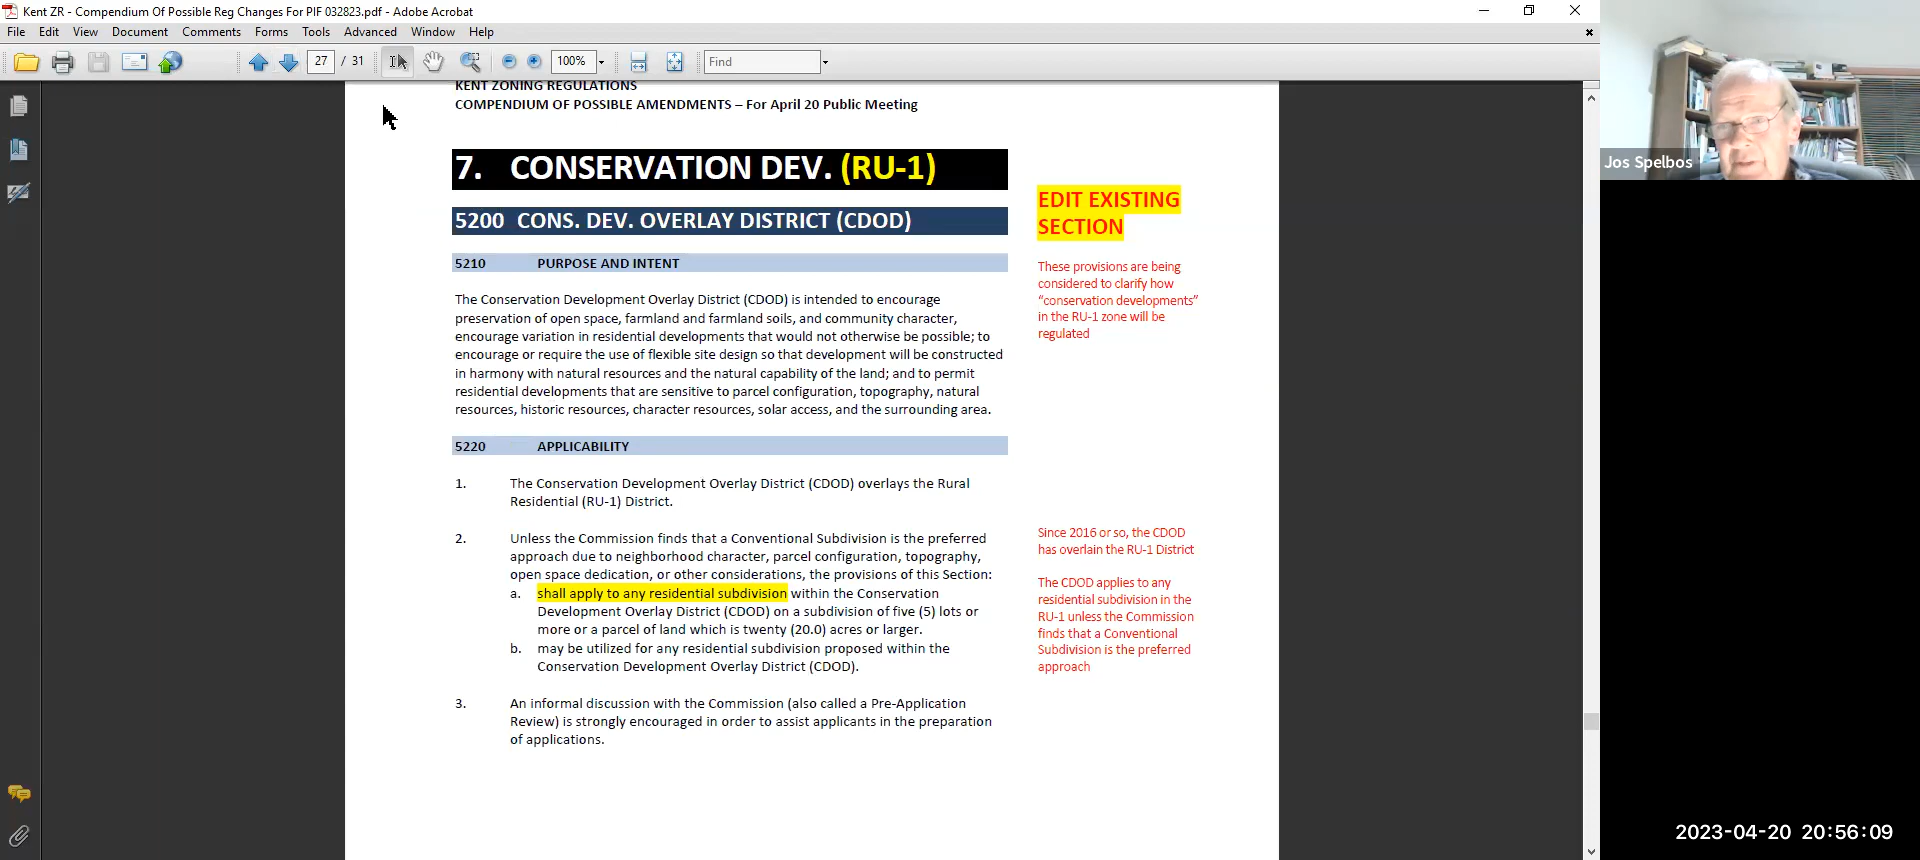 Kent ZR - Compendium Of Possible Reg Changes For PIF 032823.pdf - Adobe Acrobat
File Edit View Document Comments Forms Tools Advanced Window Help
27 / 31 100% Find
KENT ZONING REGULATIONS
COMPENDIUM OF POSSIBLE AMENDMENTS – For April 20 Public Meeting
7. CONSERVATION DEV. (RU-1)
EDIT EXISTING
SECTION
5200 CONS. DEV. OVERLAY DISTRICT (CDOD)
5210 PURPOSE AND INTENT
These provisions are being
considered to clarify how
“conservation developments”
in the RU-1 zone will be
regulated
The Conservation Development Overlay District (CDOD) is intended to encourage
preservation of open space, farmland and farmland soils, and community character,
encourage variation in residential developments that would not otherwise be possible; to
encourage or require the use of flexible site design so that development will be constructed
in harmony with natural resources and the natural capability of the land; and to permit
residential developments that are sensitive to parcel configuration, topography, natural
resources, historic resources, character resources, solar access, and the surrounding area.
5220 APPLICABILITY
1. The Conservation Development Overlay District (CDOD) overlays the Rural
Residential (RU-1) District.
2. Unless the Commission finds that a Conventional Subdivision is the preferred
approach due to neighborhood character, parcel configuration, topography,
open space dedication, or other considerations, the provisions of this Section:
a. shall apply to any residential subdivision within the Conservation
Development Overlay District (CDOD) on a subdivision of five (5) lots or
more or a parcel of land which is twenty (20.0) acres or larger.
b. may be utilized for any residential subdivision proposed within the
Conservation Development Overlay District (CDOD).
Since 2016 or so, the CDOD
has overlain the RU-1 District
The CDOD applies to any
residential subdivision in the
RU-1 unless the Commission
finds that a Conventional
Subdivision is the preferred
approach
3. An informal discussion with the Commission (also called a Pre-Application
Review) is strongly encouraged in order to assist applicants in the preparation
of applications.
Jos Spelbos
2023-04-20 20:56:09